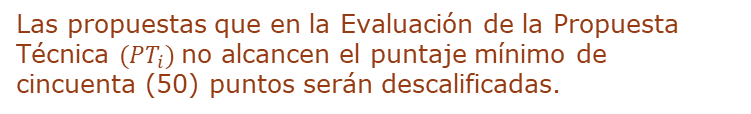 Las propuestas que en la Evaluación de la Propuesta
Técnica (𝑃𝑇ᵢ) no alcancen el puntaje mínimo de
cincuenta (50) puntos serán descalificadas.